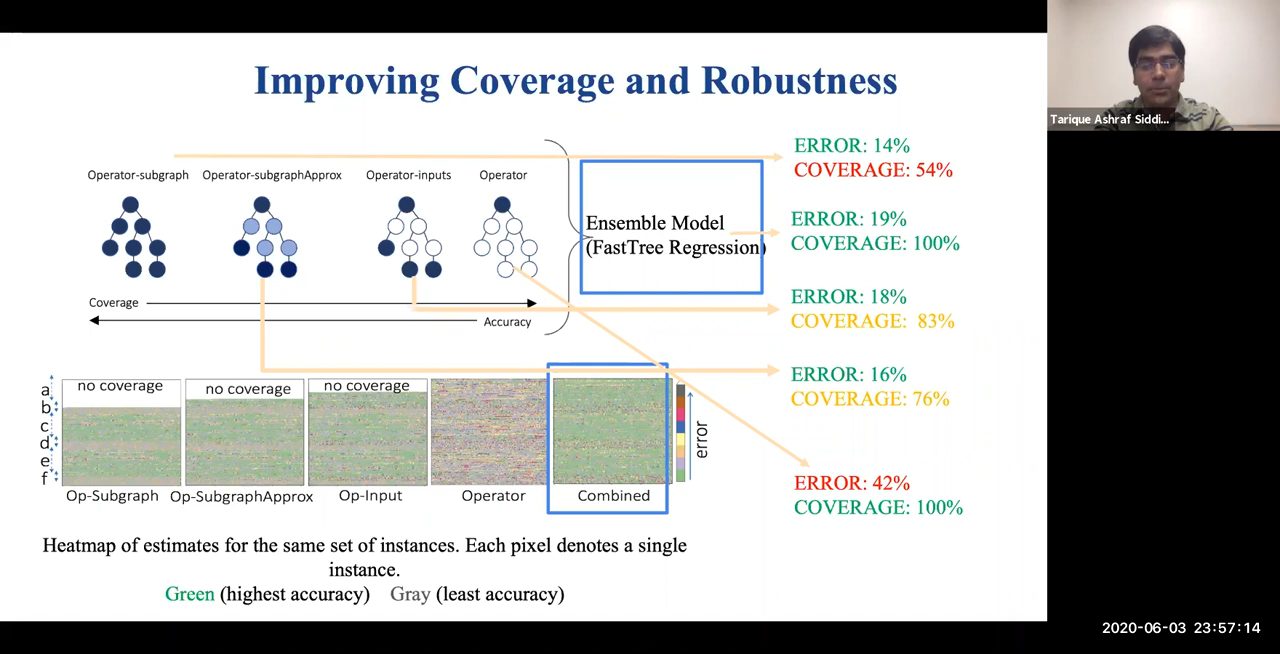 Improving Coverage and Robustness
Tarique Ashraf Siddi...
Operator-subgraph
Operator-subgraphApprox
Operator-inputs
Operator
Ensemble Model
(FastTree Regression)
Coverage
Accuracy
ERROR: 14%
COVERAGE: 54%
ERROR: 19%
COVERAGE: 100%
ERROR: 18%
COVERAGE: 83%
ERROR: 16%
COVERAGE: 76%
ERROR: 42%
COVERAGE: 100%
a
b
c
d
e
f
no coverage
no coverage
no coverage
error
Op-Subgraph
Op-SubgraphApprox
Op-Input
Operator
Combined
Heatmap of estimates for the same set of instances. Each pixel denotes a single
instance.
Green (highest accuracy) Gray (least accuracy)
2020-06-03 23:57:14